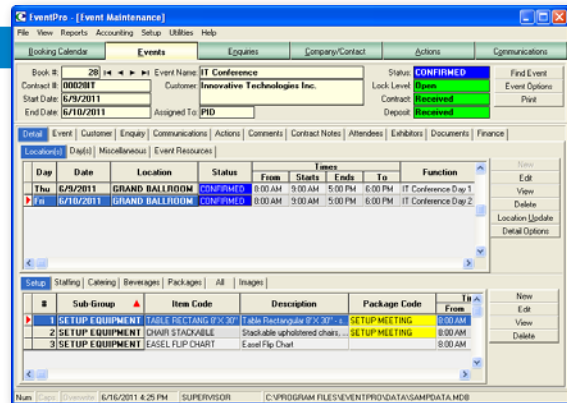 EventPro - [Event Maintenance]
File View Reports Accounting Setup Utilities Help
Booking Calendar Events Enquiries Company/Contact Actions Communications
Book #: 28 Event Name: IT Conference Status: CONFIRMED Find Event
Contract #: 00028IT Customer: Innovative Technologies Inc. Lock Level: Open Event Options
Start Date: 6/9/2011 Contract: Received Print
End Date: 6/10/2011 Assigned To: PID Deposit: Received
Detail Event Customer Enquiry Communications Actions Comments Contract Notes Attendees Exhibitors Documents Finance
Location(s) Day(s) Miscellaneous Event Resources
Times New
Day Date Location Status From Starts Ends To Function Edit
Thu 6/9/2011 GRAND BALLROOM CONFIRMED 8:00 AM 9:00 AM 5:00 PM 6:00 PM IT Conference Day 1 View
Fri 6/10/2011 GRAND BALLROOM CONFIRMED 8:00 AM 9:00 AM 5:00 PM 6:00 PM IT Conference Day 2 Delete
Location Update
Detail Options
Setup Staffing Catering Beverages Packages All Images
# Sub-Group Item Code Description Package Code Ti From New
Edit
1 SETUP EQUIPMENT TABLE RECTANG 8'X 30" Table Rectangular 8'X 30" - s... SETUP MEETING 8:00 AM View
2 SETUP EQUIPMENT CHAIR STACKABLE Stackable upholstered chairs, ... SETUP MEETING 8:00 AM Delete
3 SETUP EQUIPMENT EASEL FLIP CHART Easel Flip Chart 8:00 AM
Num Caps Overwrite 6/16/2011 4:25 PM SUPERVISOR C:\PROGRAM FILES\EVENTPRO\DATA\SAMPDATA.MDB